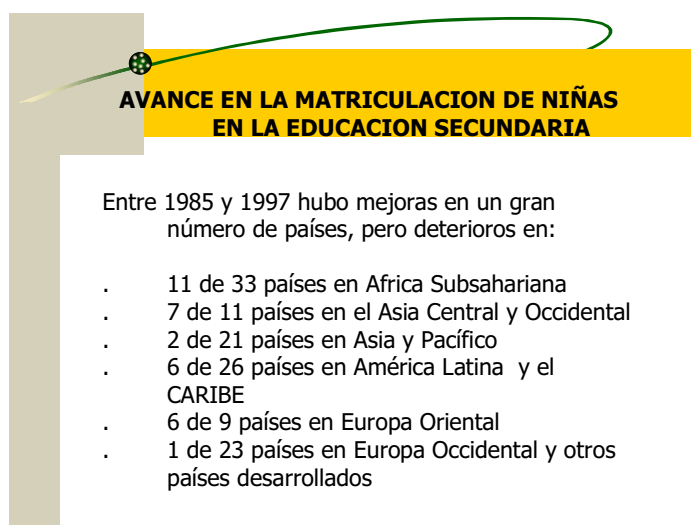 AVANCE EN LA MATRICULACION DE NIÑAS
EN LA EDUCACION SECUNDARIA
Entre 1985 y 1997 hubo mejoras en un gran
número de países, pero deterioros en:
. 11 de 33 países en Africa Subsahariana
. 7 de 11 países en el Asia Central y Occidental
. 2 de 21 países en Asia y Pacífico
. 6 de 26 países en América Latina y el
CARIBE
. 6 de 9 países en Europa Oriental
. 1 de 23 países en Europa Occidental y otros
países desarrollados